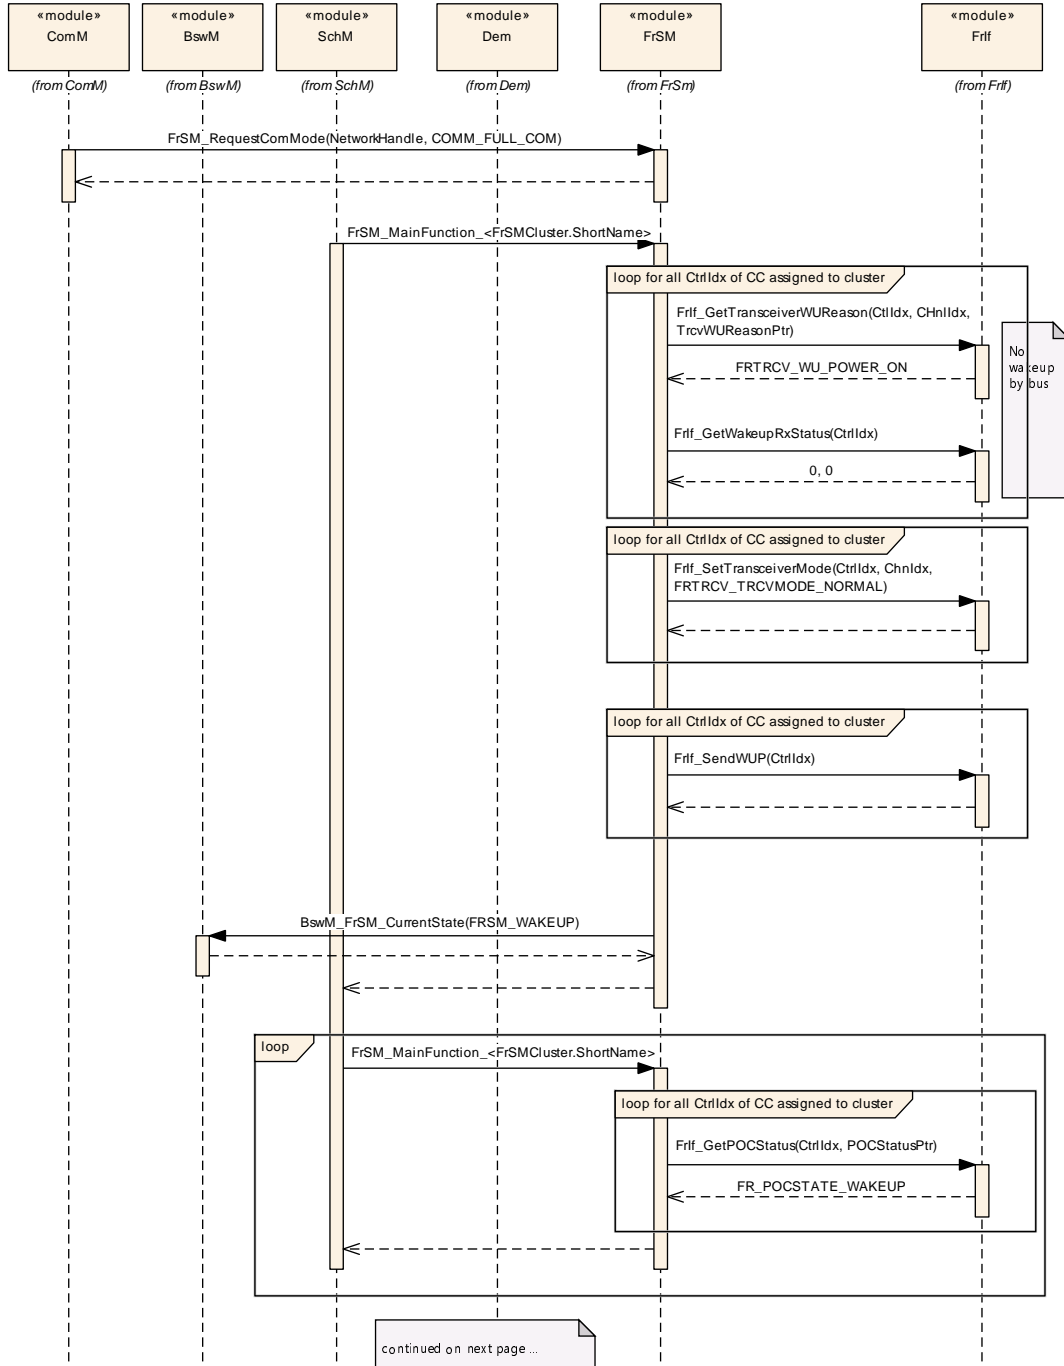 «module» «module» «module» «module» «module» «module»
ComM BswM SchM Dem FrSM FrIf
(from ComM) (from BswM) (from SchM) (from Dem) (from FrSm) (from FrIf)
FrSM_RequestComMode(NetworkHandle, COMM_FULL_COM)
FrSM_MainFunction_<FrSMCluster.ShortName>
loop for all CtrlIdx of CC assigned to cluster
FrIf_GetTransceiverWUReason(CtlIdx, CHnlIdx,
TrcvWUReasonPtr)
No
wakeup
by bus
FRTRCV_WU_POWER_ON
FrIf_GetWakeupRxStatus(CtrlIdx)
0, 0
loop for all CtrlIdx of CC assigned to cluster
FrIf_SetTransceiverMode(CtrlIdx, ChnIdx,
FRTRCV_TRCVMODE_NORMAL)
loop for all CtrlIdx of CC assigned to cluster
FrIf_SendWUP(CtrlIdx)
BswM_FrSM_CurrentState(FRSM_WAKEUP)
loop
FrSM_MainFunction_<FrSMCluster.ShortName>
loop for all CtrlIdx of CC assigned to cluster
FrIf_GetPOCStatus(CtrlIdx, POCStatusPtr)
FR_POCSTATE_WAKEUP
continued on next page ...